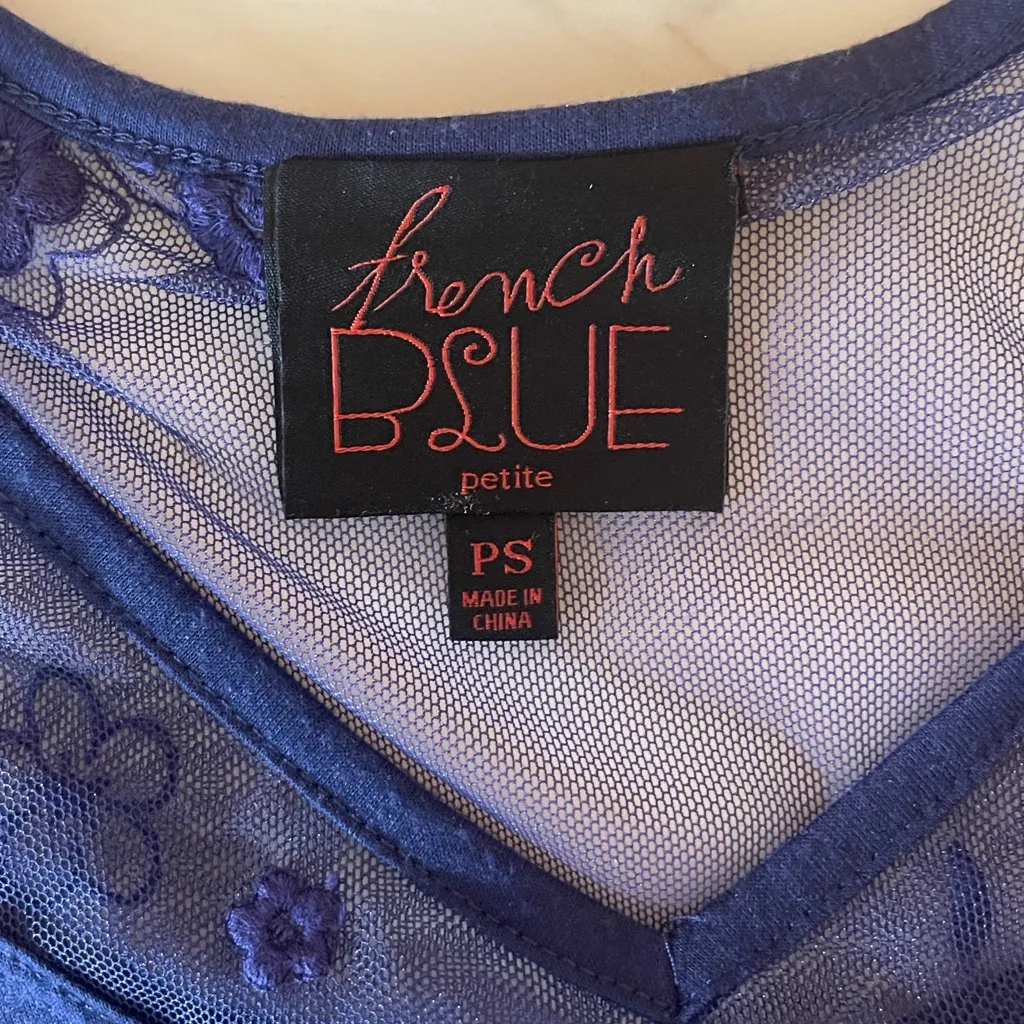 french
BLUE
petite
PS
MADE IN
CHINA